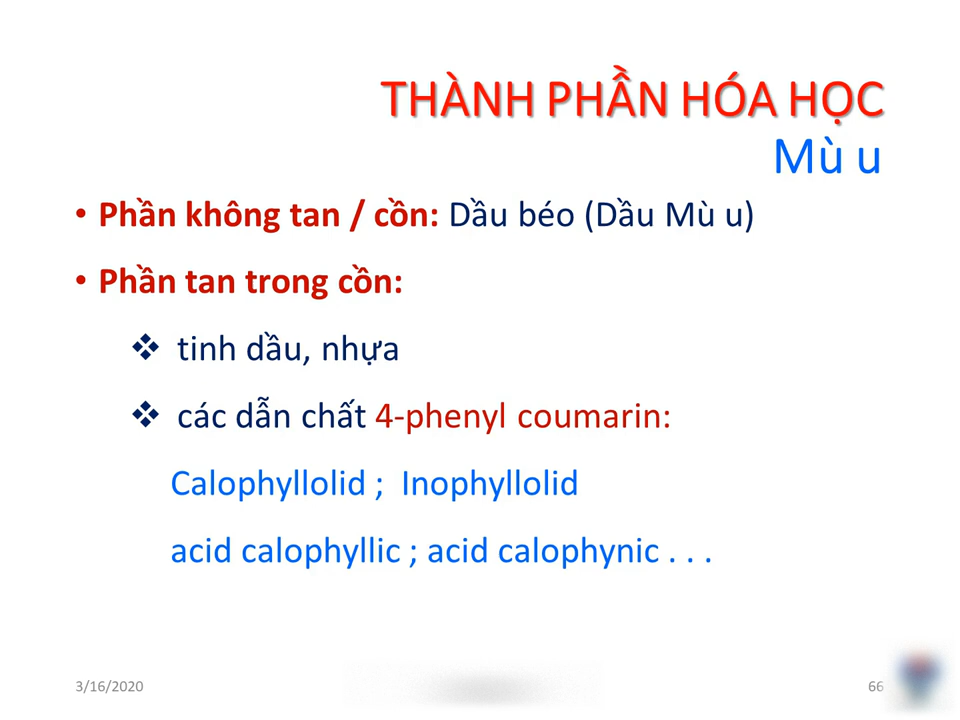 THÀNH PHẦN HÓA HỌC
Mù u
• Phần không tan / cồn: Dầu béo (Dầu Mù u)
• Phần tan trong cồn:
❖ tinh dầu, nhựa
❖ các dẫn chất 4-phenyl coumarin:
Calophyllolid ; Inophyllolid
acid calophyllic ; acid calophynic . . .
3/16/2020
66